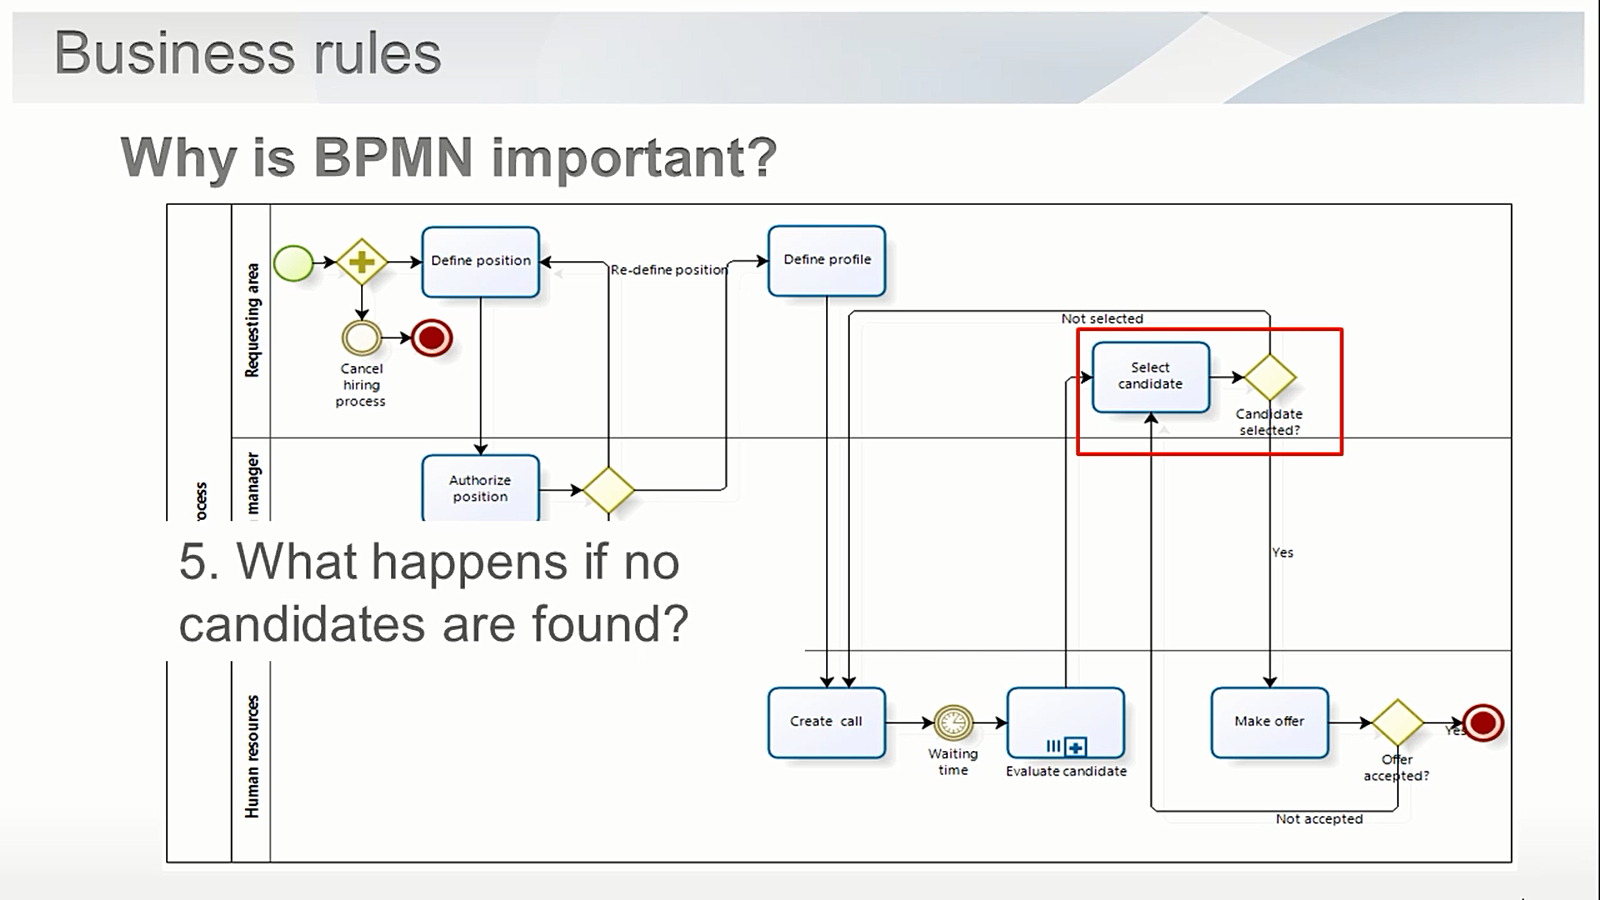 Business rules
Why is BPMN important?
Requesting area
Define position
Re-define position
Define profile
Cancel
hiring
process
Not selected
Select
candidate
Candidate
selected?
manager
Authorize
position
Yes
5. What happens if no
candidates are found?
Human resources
Create call
Waiting
time
Evaluate candidate
Make offer
Yes
Offer
accepted?
Not accepted